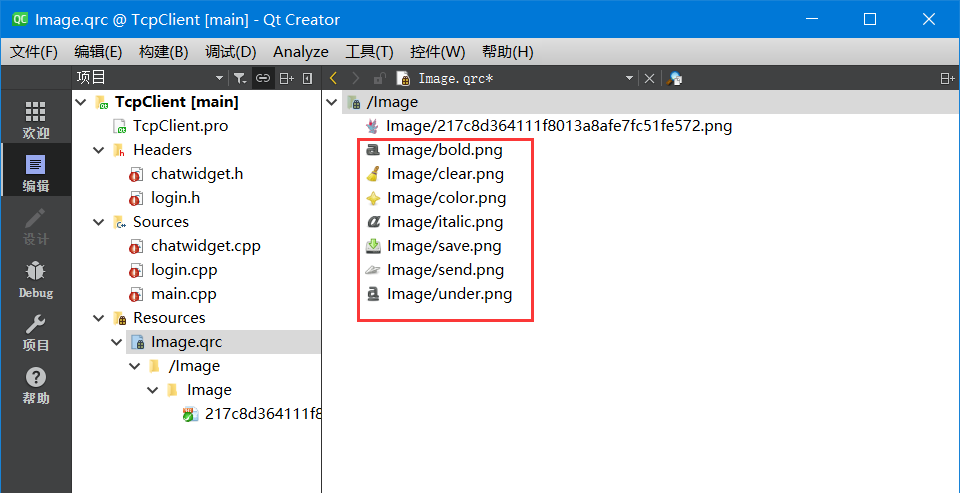 Image.qrc @ TcpClient [main] - Qt Creator
文件(F) 编辑(E) 构建(B) 调试(D) Analyze 工具(T) 控件(W) 帮助(H)
项目
Image.qrc*
欢迎
编辑
设计
Debug
项目
帮助
TcpClient [main]
TcpClient.pro
Headers
chatwidget.h
login.h
Sources
chatwidget.cpp
login.cpp
main.cpp
Resources
Image.qrc
/Image
Image
217c8d364111f8
/Image
Image/217c8d364111f8013a8afe7fc51fe572.png
Image/bold.png
Image/clear.png
Image/color.png
Image/italic.png
Image/save.png
Image/send.png
Image/under.png